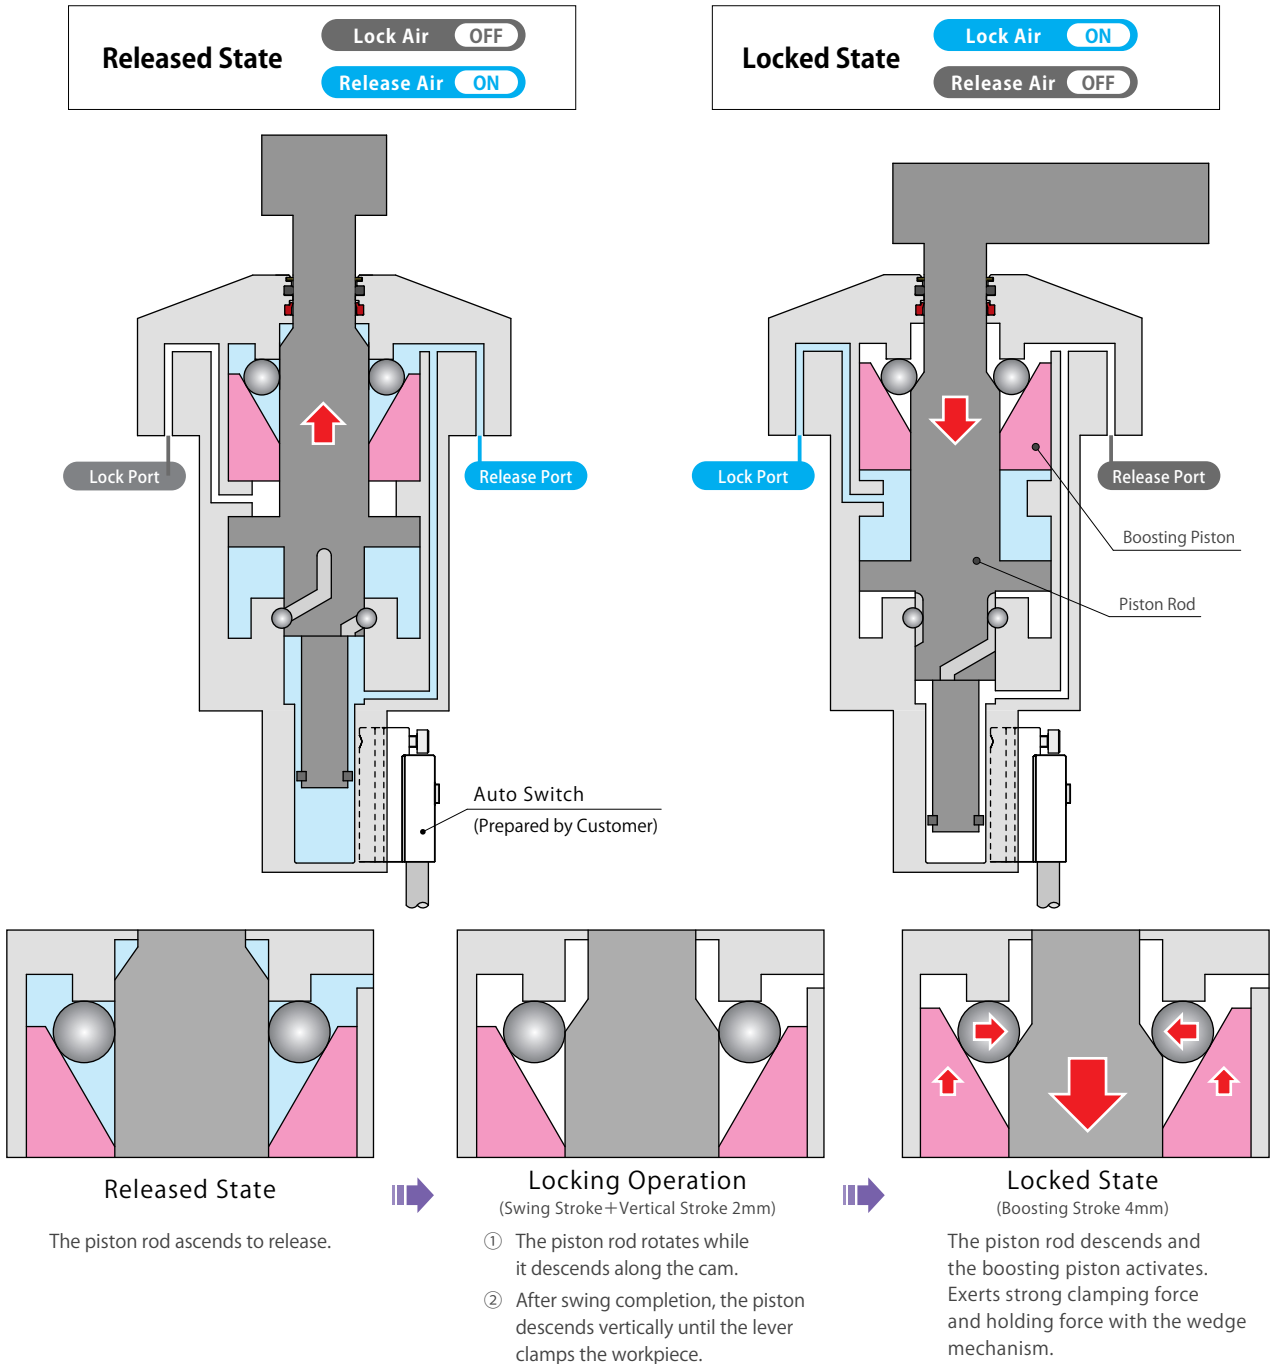 Released State
Lock Air OFF
Release Air ON
Locked State
Lock Air ON
Release Air OFF
Lock Port
Release Port
Lock Port
Release Port
Boosting Piston
Piston Rod
Auto Switch
(Prepared by Customer)
Released State
The piston rod ascends to release.
Locking Operation
(Swing Stroke+Vertical Stroke 2mm)
① The piston rod rotates while
it descends along the cam.
② After swing completion, the piston
descends vertically until the lever
clamps the workpiece.
Locked State
(Boosting Stroke 4mm)
The piston rod descends and
the boosting piston activates.
Exerts strong clamping force
and holding force with the wedge
mechanism.